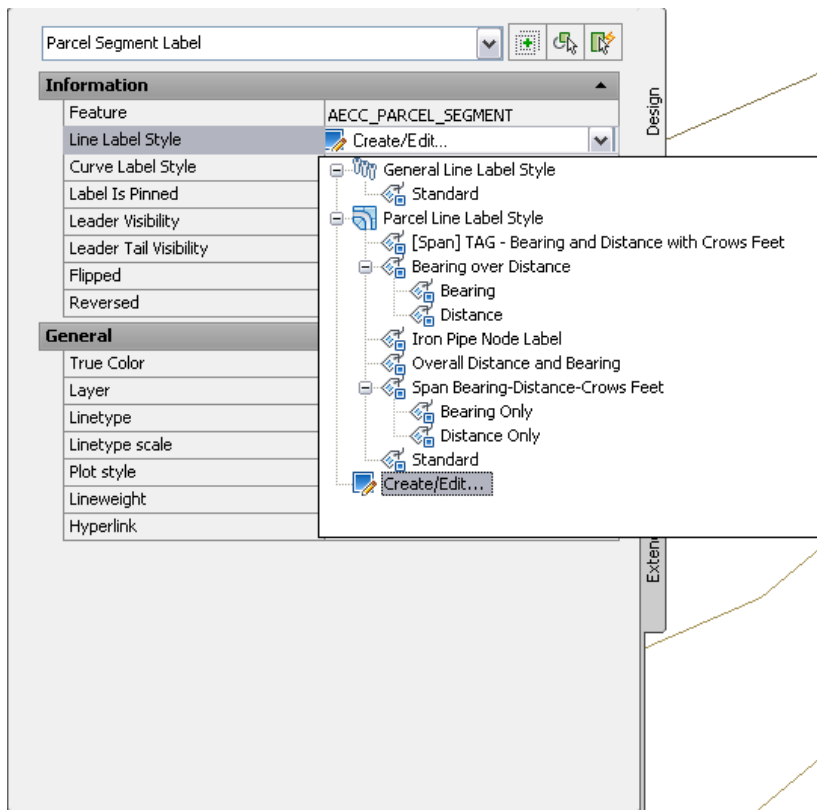 Parcel Segment Label
Information
Feature AECC_PARCEL_SEGMENT
Line Label Style Create/Edit...
Curve Label Style
Label Is Pinned
Leader Visibility
Leader Tail Visibility
Flipped
Reversed
General
True Color
Layer
Linetype
Linetype scale
Plot style
Lineweight
Hyperlink
General Line Label Style
Standard
Parcel Line Label Style
[Span] TAG - Bearing and Distance with Crows Feet
Bearing over Distance
Bearing
Distance
Iron Pipe Node Label
Overall Distance and Bearing
Span Bearing-Distance-Crows Feet
Bearing Only
Distance Only
Standard
Create/Edit...
Design